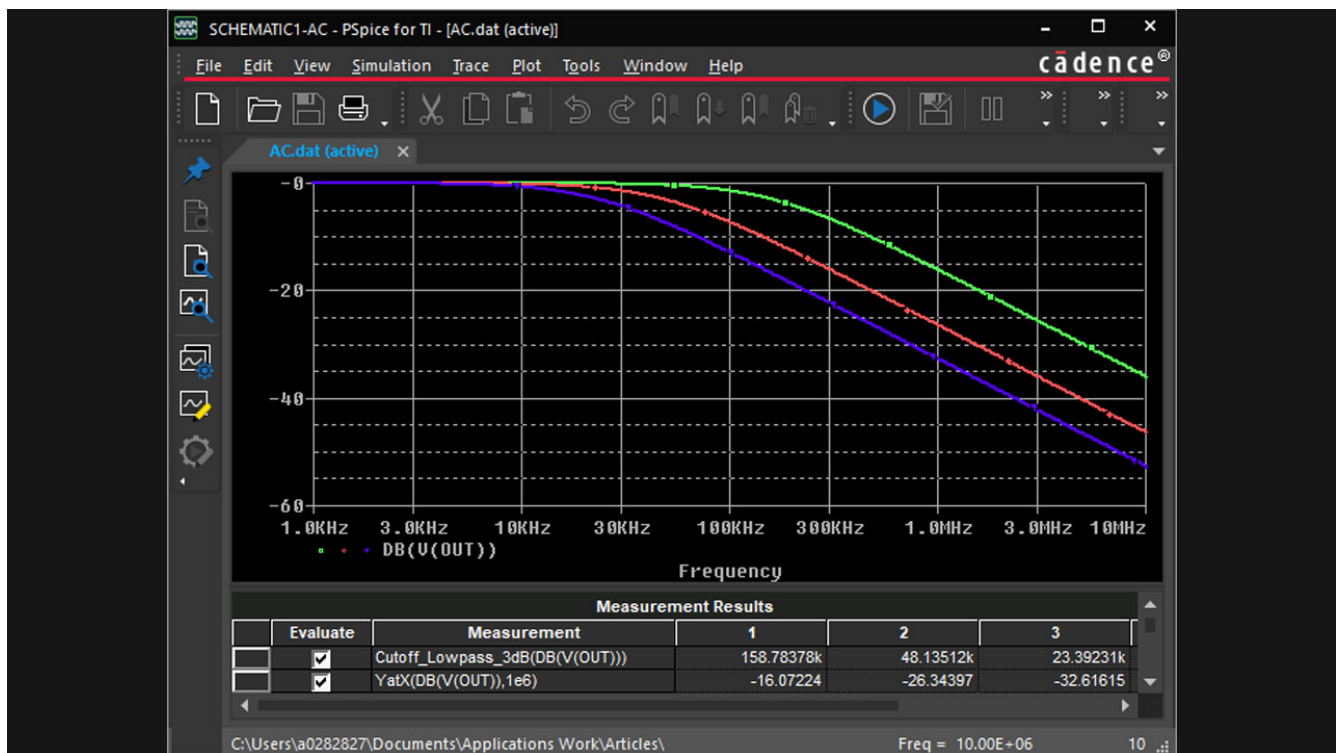 SCHEMATIC1-AC - PSpice for TI - [AC.dat (active)]
File Edit View Simulation Trace Plot Tools Window Help cādence®
AC.dat (active)
-0
-20
-40
-60
1.0KHz 3.0KHz 10KHz 30KHz 100KHz 300KHz 1.0MHz 3.0MHz 10MHz
DB(V(OUT))
Frequency
Measurement Results
Evaluate Measurement 1 2 3
Cutoff_Lowpass_3dB(DB(V(OUT))) 158.78378k 48.13512k 23.39231k
YatX(DB(V(OUT)),1e6) -16.07224 -26.34397 -32.61615
C:\Users\a0282827\Documents\Applications Work\Articles\ Freq = 10.00E+06 10